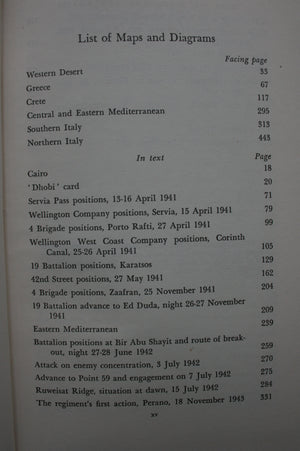 List of Maps and Diagrams
Facing page
Western Desert 33
Greece 67
Crete 117
Central and Eastern Mediterranean 295
Southern Italy 313
Northern Italy 443
In text Page
Cairo 18
'Dhobi' card 20
Servia Pass positions, 13-16 April 1941 71
Wellington Company positions, Servia, 15 April 1941 79
4 Brigade positions, Porto Rafti, 27 April 1941 99
Wellington West Coast Company positions, Corinth
Canal, 25-26 April 1941 105
19 Battalion positions, Karatsos 129
42nd Street positions, 27 May 1941 162
4 Brigade positions, Zaafran, 25 November 1941 204
19 Battalion advance to Ed Duda, night 26-27 November
1941 209
Eastern Mediterranean 239
Battalion positions at Bir Abu Shayit and route of break-
out, night 27-28 June 1942 259
Attack on enemy concentration, 3 July 1942 270
Advance to Point 59 and engagement on 7 July 1942 275
Ruweisat Ridge, situation at dawn, 15 July 1942 284
The regiment's first action, Perano, 18 November 1943 331
xv